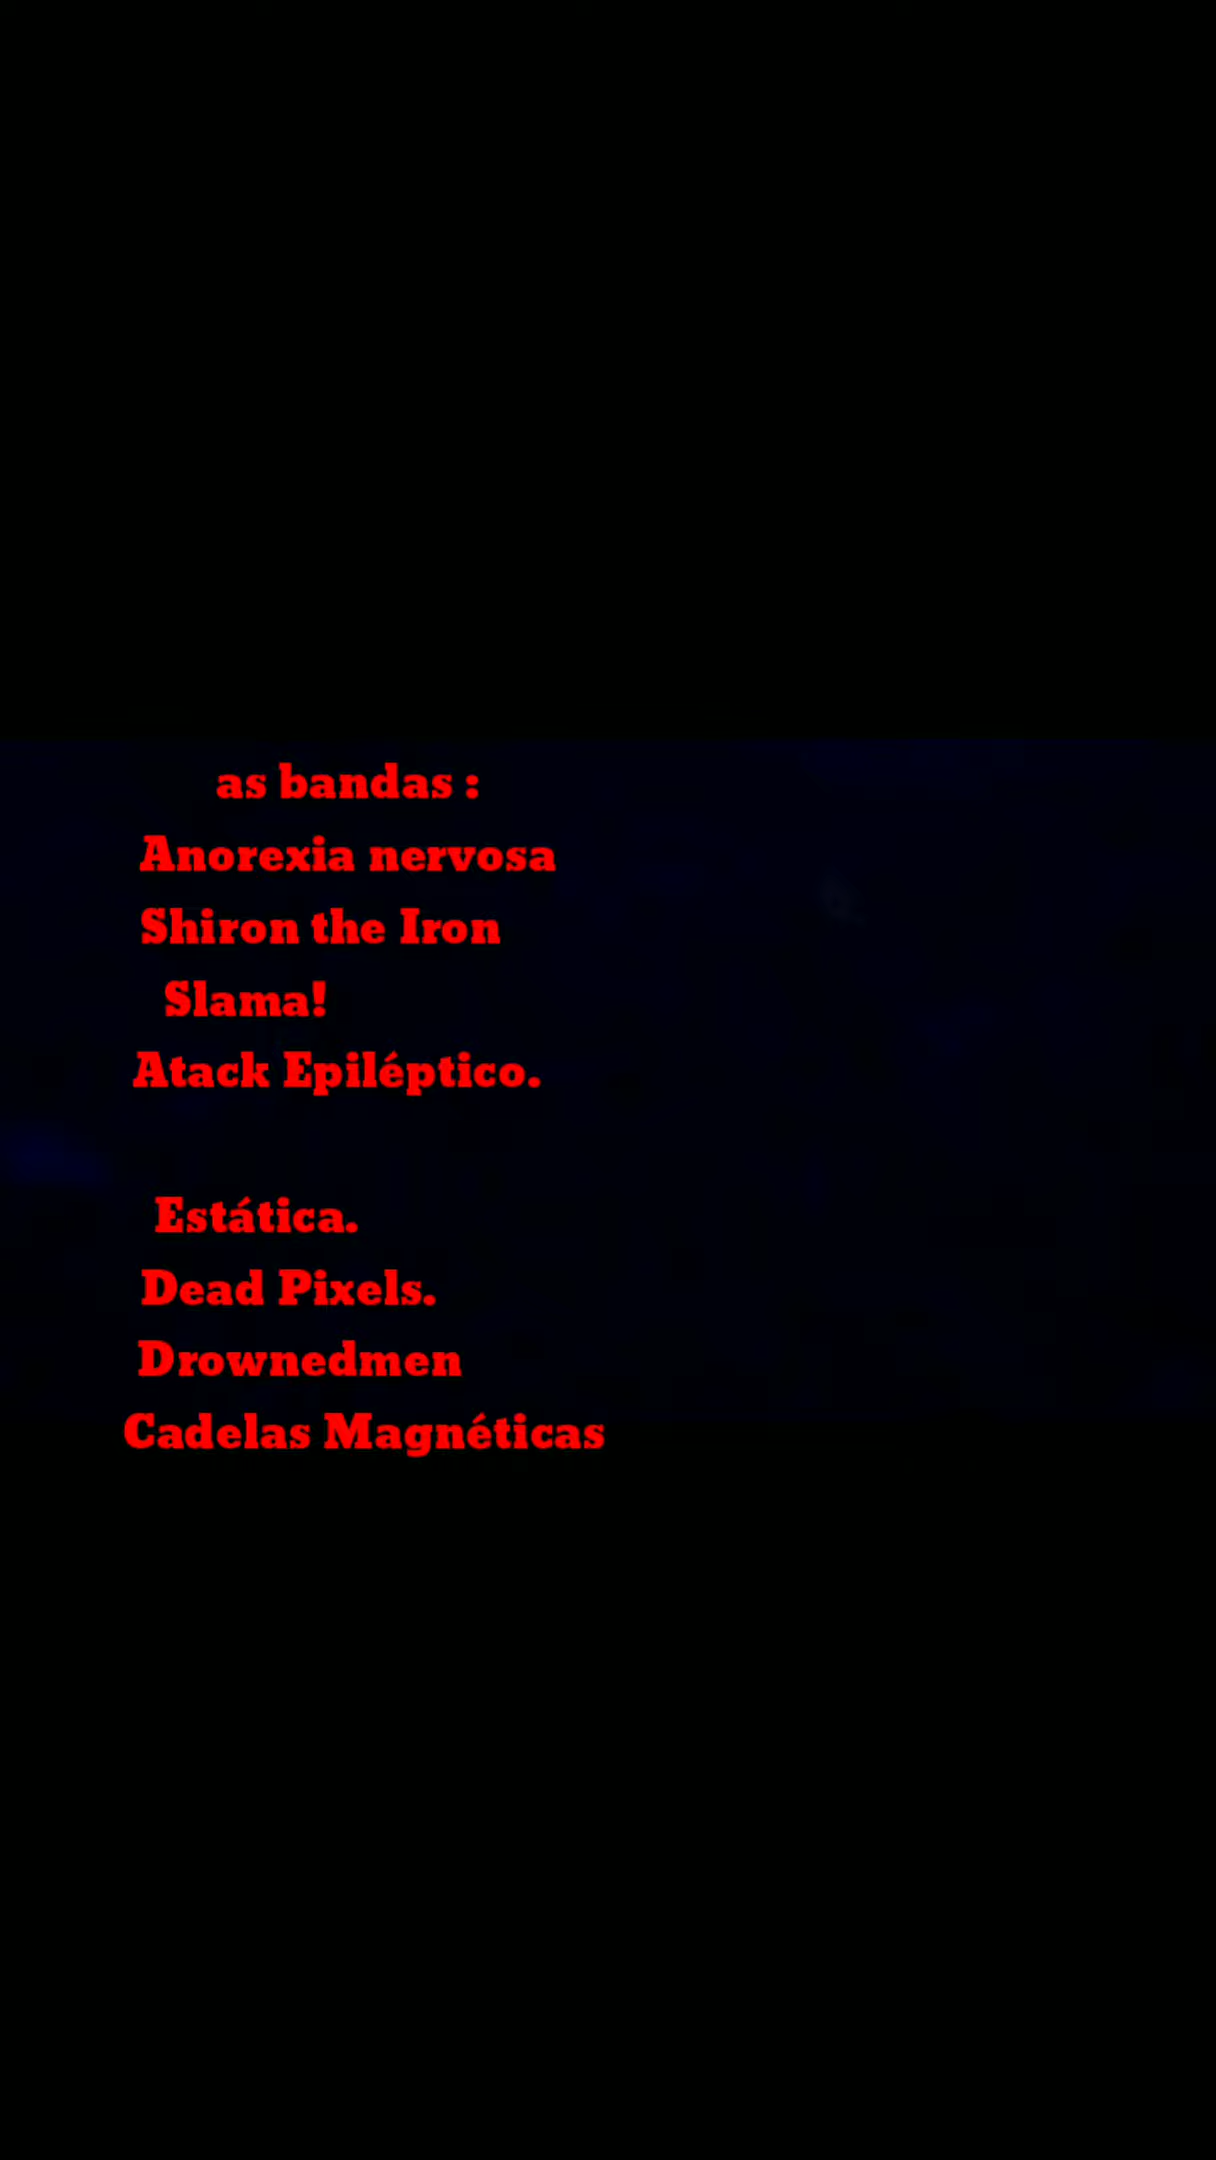 as bandas :
Anorexia nervosa
Shiron the Iron
Slama!
Atack Epiléptico.
Estática.
Dead Pixels.
Drownedmen
Cadelas Magnéticas